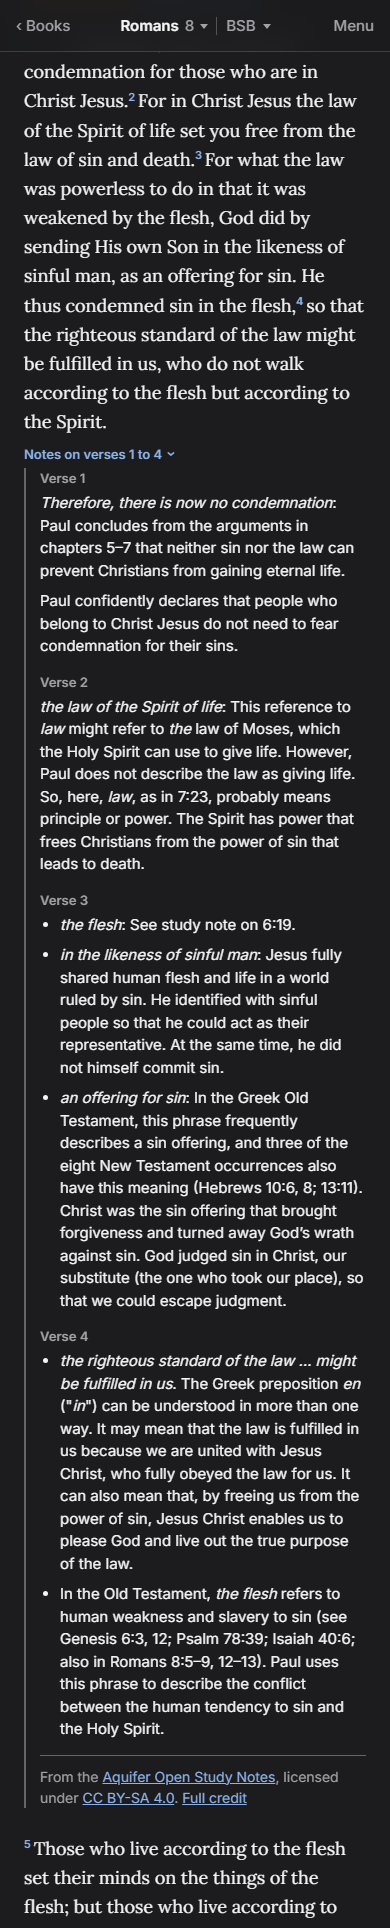 ‹ Books Romans 8 BSB Menu
condemnation for those who are in
Christ Jesus.2 For in Christ Jesus the law
of the Spirit of life set you free from the
law of sin and death.3 For what the law
was powerless to do in that it was
weakened by the flesh, God did by
sending His own Son in the likeness of
sinful man, as an offering for sin. He
thus condemned sin in the flesh,4 so that
the righteous standard of the law might
be fulfilled in us, who do not walk
according to the flesh but according to
the Spirit.
Notes on verses 1 to 4
Verse 1
Therefore, there is now no condemnation:
Paul concludes from the arguments in
chapters 5–7 that neither sin nor the law can
prevent Christians from gaining eternal life.
Paul confidently declares that people who
belong to Christ Jesus do not need to fear
condemnation for their sins.
Verse 2
the law of the Spirit of life: This reference to
law might refer to the law of Moses, which
the Holy Spirit can use to give life. However,
Paul does not describe the law as giving life.
So, here, law, as in 7:23, probably means
principle or power. The Spirit has power that
frees Christians from the power of sin that
leads to death.
Verse 3
• the flesh: See study note on 6:19.
• in the likeness of sinful man: Jesus fully
shared human flesh and life in a world
ruled by sin. He identified with sinful
people so that he could act as their
representative. At the same time, he did
not himself commit sin.
• an offering for sin: In the Greek Old
Testament, this phrase frequently
describes a sin offering, and three of the
eight New Testament occurrences also
have this meaning (Hebrews 10:6, 8; 13:11).
Christ was the sin offering that brought
forgiveness and turned away God’s wrath
against sin. God judged sin in Christ, our
substitute (the one who took our place), so
that we could escape judgment.
Verse 4
• the righteous standard of the law … might
be fulfilled in us. The Greek preposition en
("in") can be understood in more than one
way. It may mean that the law is fulfilled in
us because we are united with Jesus
Christ, who fully obeyed the law for us. It
can also mean that, by freeing us from the
power of sin, Jesus Christ enables us to
please God and live out the true purpose
of the law.
• In the Old Testament, the flesh refers to
human weakness and slavery to sin (see
Genesis 6:3, 12; Psalm 78:39; Isaiah 40:6;
also in Romans 8:5–9, 12–13). Paul uses
this phrase to describe the conflict
between the human tendency to sin and
the Holy Spirit.
From the Aquifer Open Study Notes, licensed
under CC BY-SA 4.0. Full credit
5 Those who live according to the flesh
set their minds on the things of the
flesh; but those who live according to